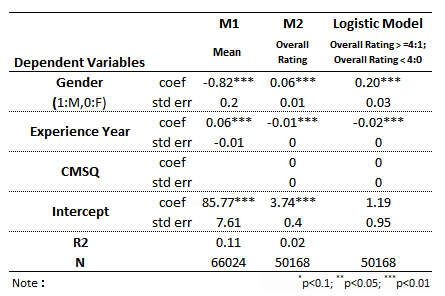 M1 M2 Logistic Model
Dependent Variables Mean Overall Rating Overall Rating > =4:1; Overall Rating < 4:0
Gender coef -0.82*** 0.06*** 0.20***
(1:M,0:F) std err 0.2 0.01 0.03
Experience Year coef 0.06*** -0.01*** -0.02***
std err -0.01 0 0
CMSQ coef 0 0
std err 0 0
Intercept coef 85.77*** 3.74*** 1.19
std err 7.61 0.4 0.95
R2 0.11 0.02
N 66024 50168 50168
Note : *p<0.1; **p<0.05; ***p<0.01